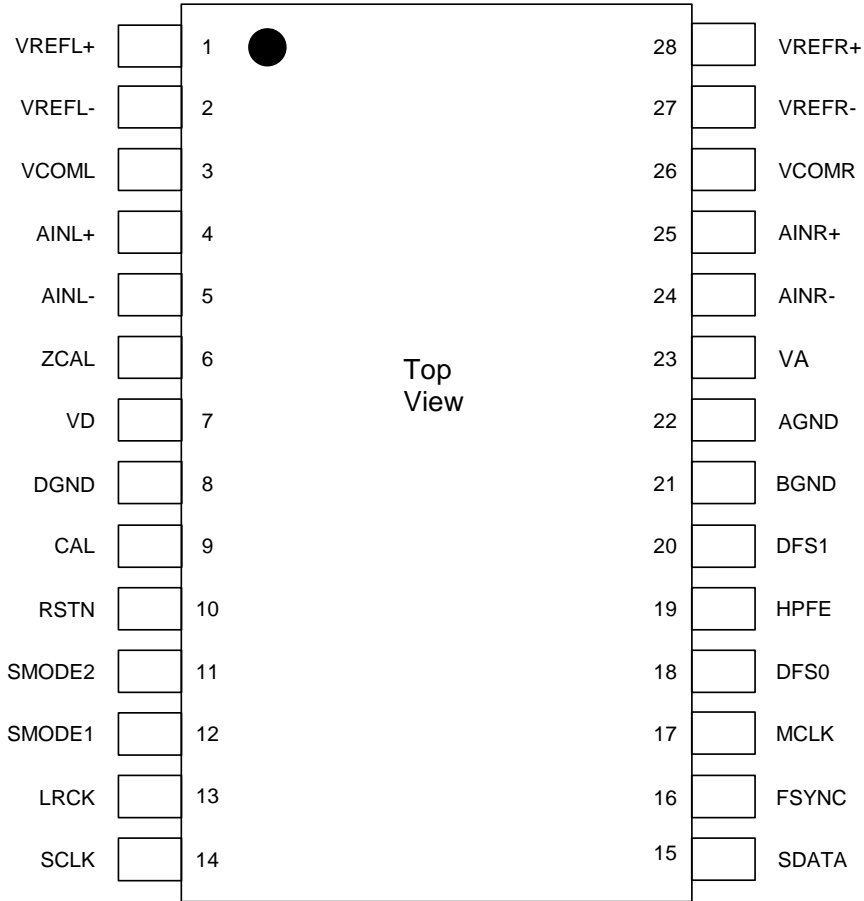 VREFL+ 1 28 VREFR+
VREFL- 2 27 VREFR-
VCOML 3 26 VCOMR
AINL+ 4 25 AINR+
AINL- 5 24 AINR-
ZCAL 6 23 VA
Top
View
VD 7 22 AGND
DGND 8 21 BGND
CAL 9 20 DFS1
RSTN 10 19 HPFE
SMODE2 11 18 DFS0
SMODE1 12 17 MCLK
LRCK 13 16 FSYNC
SCLK 14 15 SDATA